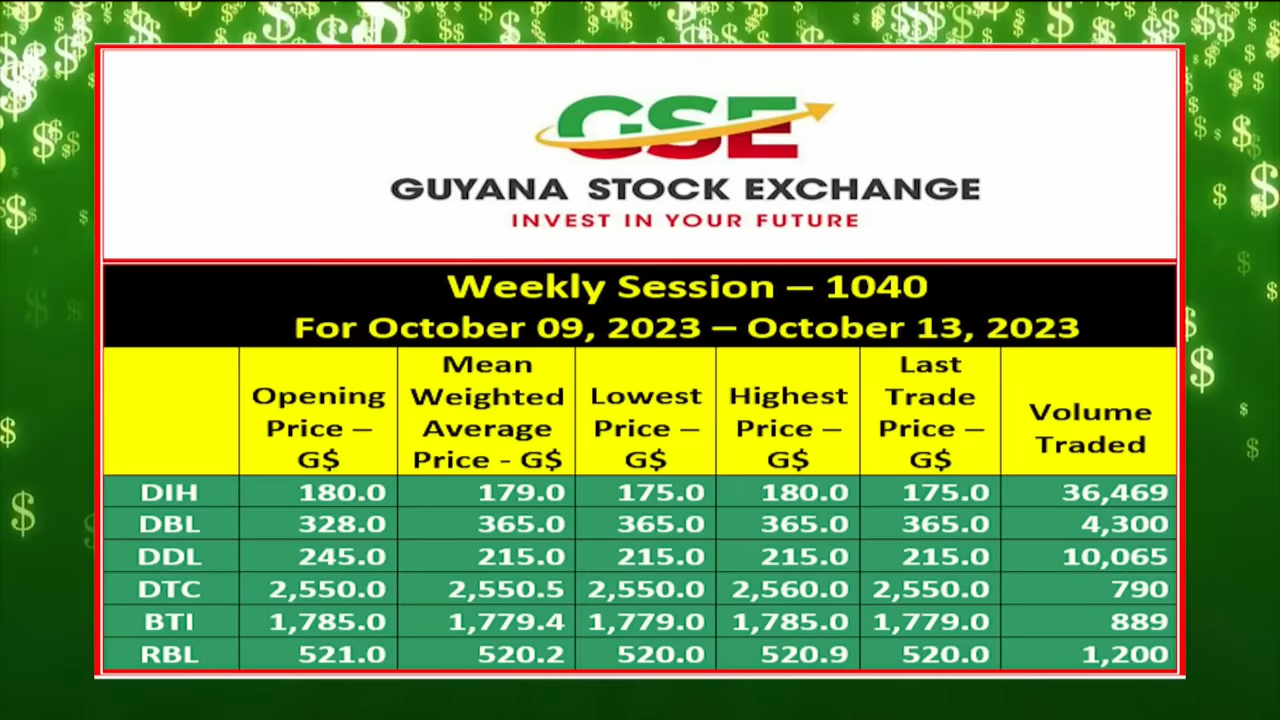 GSE
GUYANA STOCK EXCHANGE
INVEST IN YOUR FUTURE
Weekly Session – 1040
For October 09, 2023 – October 13, 2023
Opening Price – G$ Mean Weighted Average Price - G$ Lowest Price – G$ Highest Price – G$ Last Trade Price – G$ Volume Traded
DIH 180.0 179.0 175.0 180.0 175.0 36,469
DBL 328.0 365.0 365.0 365.0 365.0 4,300
DDL 245.0 215.0 215.0 215.0 215.0 10,065
DTC 2,550.0 2,550.5 2,550.0 2,560.0 2,550.0 790
BTI 1,785.0 1,779.4 1,779.0 1,785.0 1,779.0 889
RBL 521.0 520.2 520.0 520.9 520.0 1,200